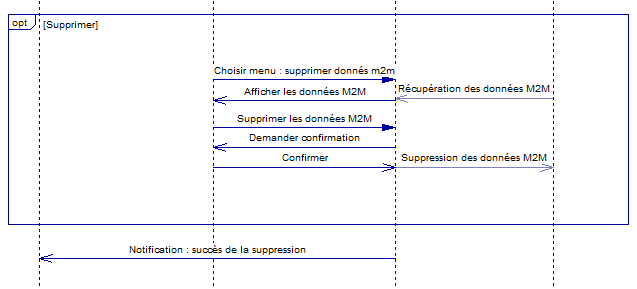 opt
[Supprimer]
Choisir menu : supprimer donnés m2m
Récupération des données M2M
Afficher les données M2M
Supprimer les données M2M
Demander confirmation
Confirmer
Suppression des données M2M
Notification : succès de la suppression